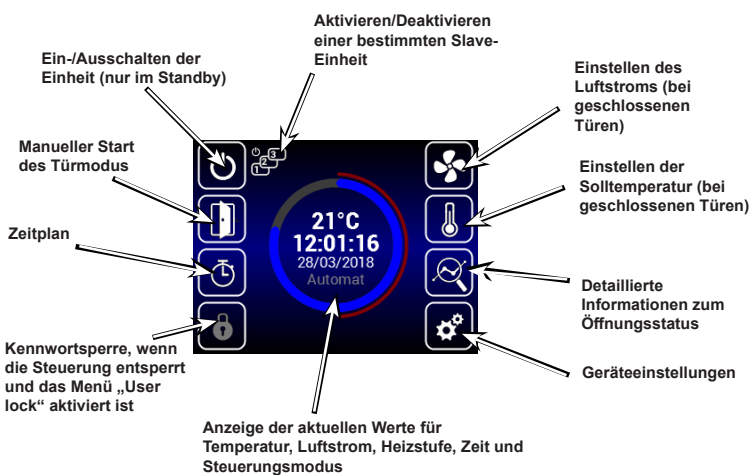 Aktivieren/Deaktivieren
einer bestimmten Slave-
Einheit
Ein-/Ausschalten der
Einheit (nur im Standby)
Einstellen des
Luftstroms (bei
geschlossenen
Türen)
Manueller Start
des Türmodus
Einstellen der
Solltemperatur (bei
geschlossenen Türen)
Zeitplan
1
2
3
21°C
12:01:16
28/03/2018
Automat
Detaillierte
Informationen zum
Öffnungsstatus
Kennwortsperre, wenn
die Steuerung entsperrt
und das Menü „User
lock“ aktiviert ist
Geräteeinstellungen
Anzeige der aktuellen Werte für
Temperatur, Luftstrom, Heizstufe, Zeit und
Steuerungsmodus